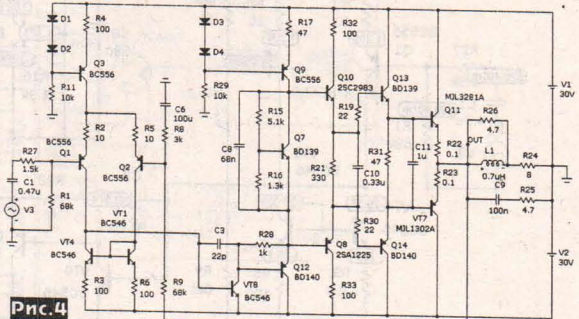 D1
D2
R4
100
Q3
BC556
R11
10k
R2
10
R5
10
BC556
Q1
Q2
BC556
R27
1.5k
C1
0.47u
V3
R1
68k
VT1
BC546
VT4
BC546
R3
100
R6
100
C6
100u
R8
3k
R9
68k
D3
D4
R29
10k
R17
47
Q9
BC556
R15
5.1k
C8
68n
Q7
BD139
R16
1.3k
C3
22p
R28
1k
VT8
BC546
Q12
BD140
R32
100
Q10
2SC2983
R19
22
R21
330
C10
0.33u
R30
22
Q8
2SA1225
R33
100
Q13
BD139
R31
47
C11
1u
Q14
BD140
MJL3281A
Q11
R22
0.1
R23
0.1
VT7
MJL1302A
OUT
R26
4.7
L1
0.7uH
R24
8
C9
100n
R25
4.7
V1
30V
V2
30V
Рис.4